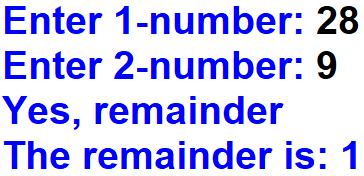 Enter 1-number: 28
Enter 2-number: 9
Yes, remainder
The remainder is: 1